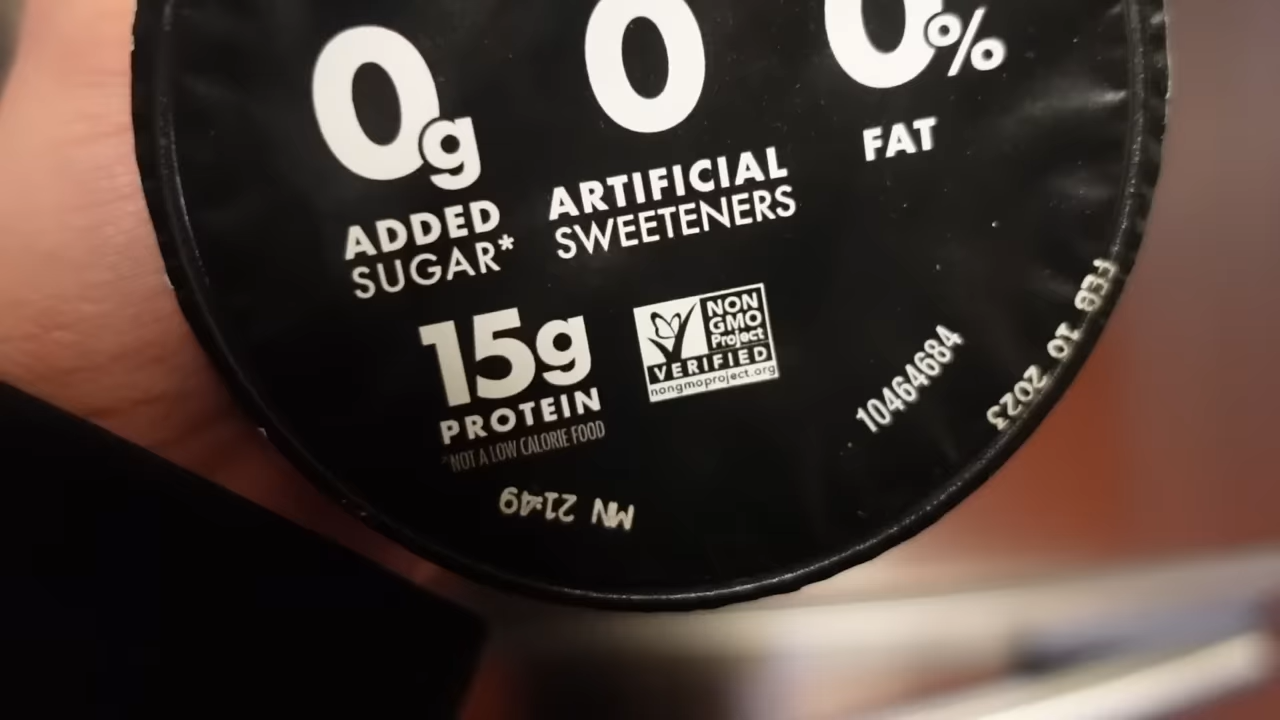 0g
ADDED
SUGAR*
0
ARTIFICIAL
SWEETENERS
0%
FAT
15g
PROTEIN
*NOT A LOW CALORIE FOOD
NON
GMO
Project
VERIFIED
nongmoproject.org
10464684
FEB 10 2023
MN 21:49